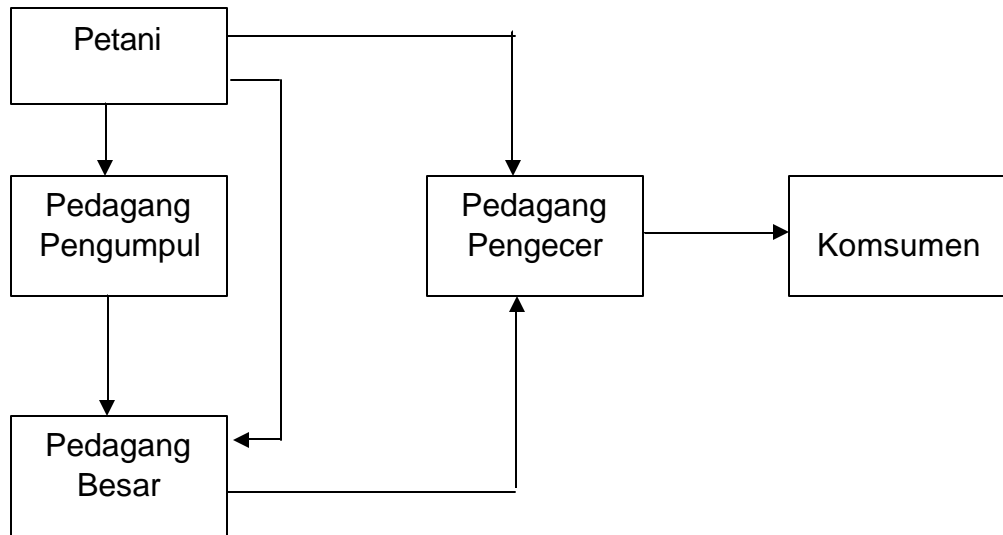 Petani
Pedagang
Pengumpul
Pedagang
Pengecer
Komsumen
Pedagang
Besar